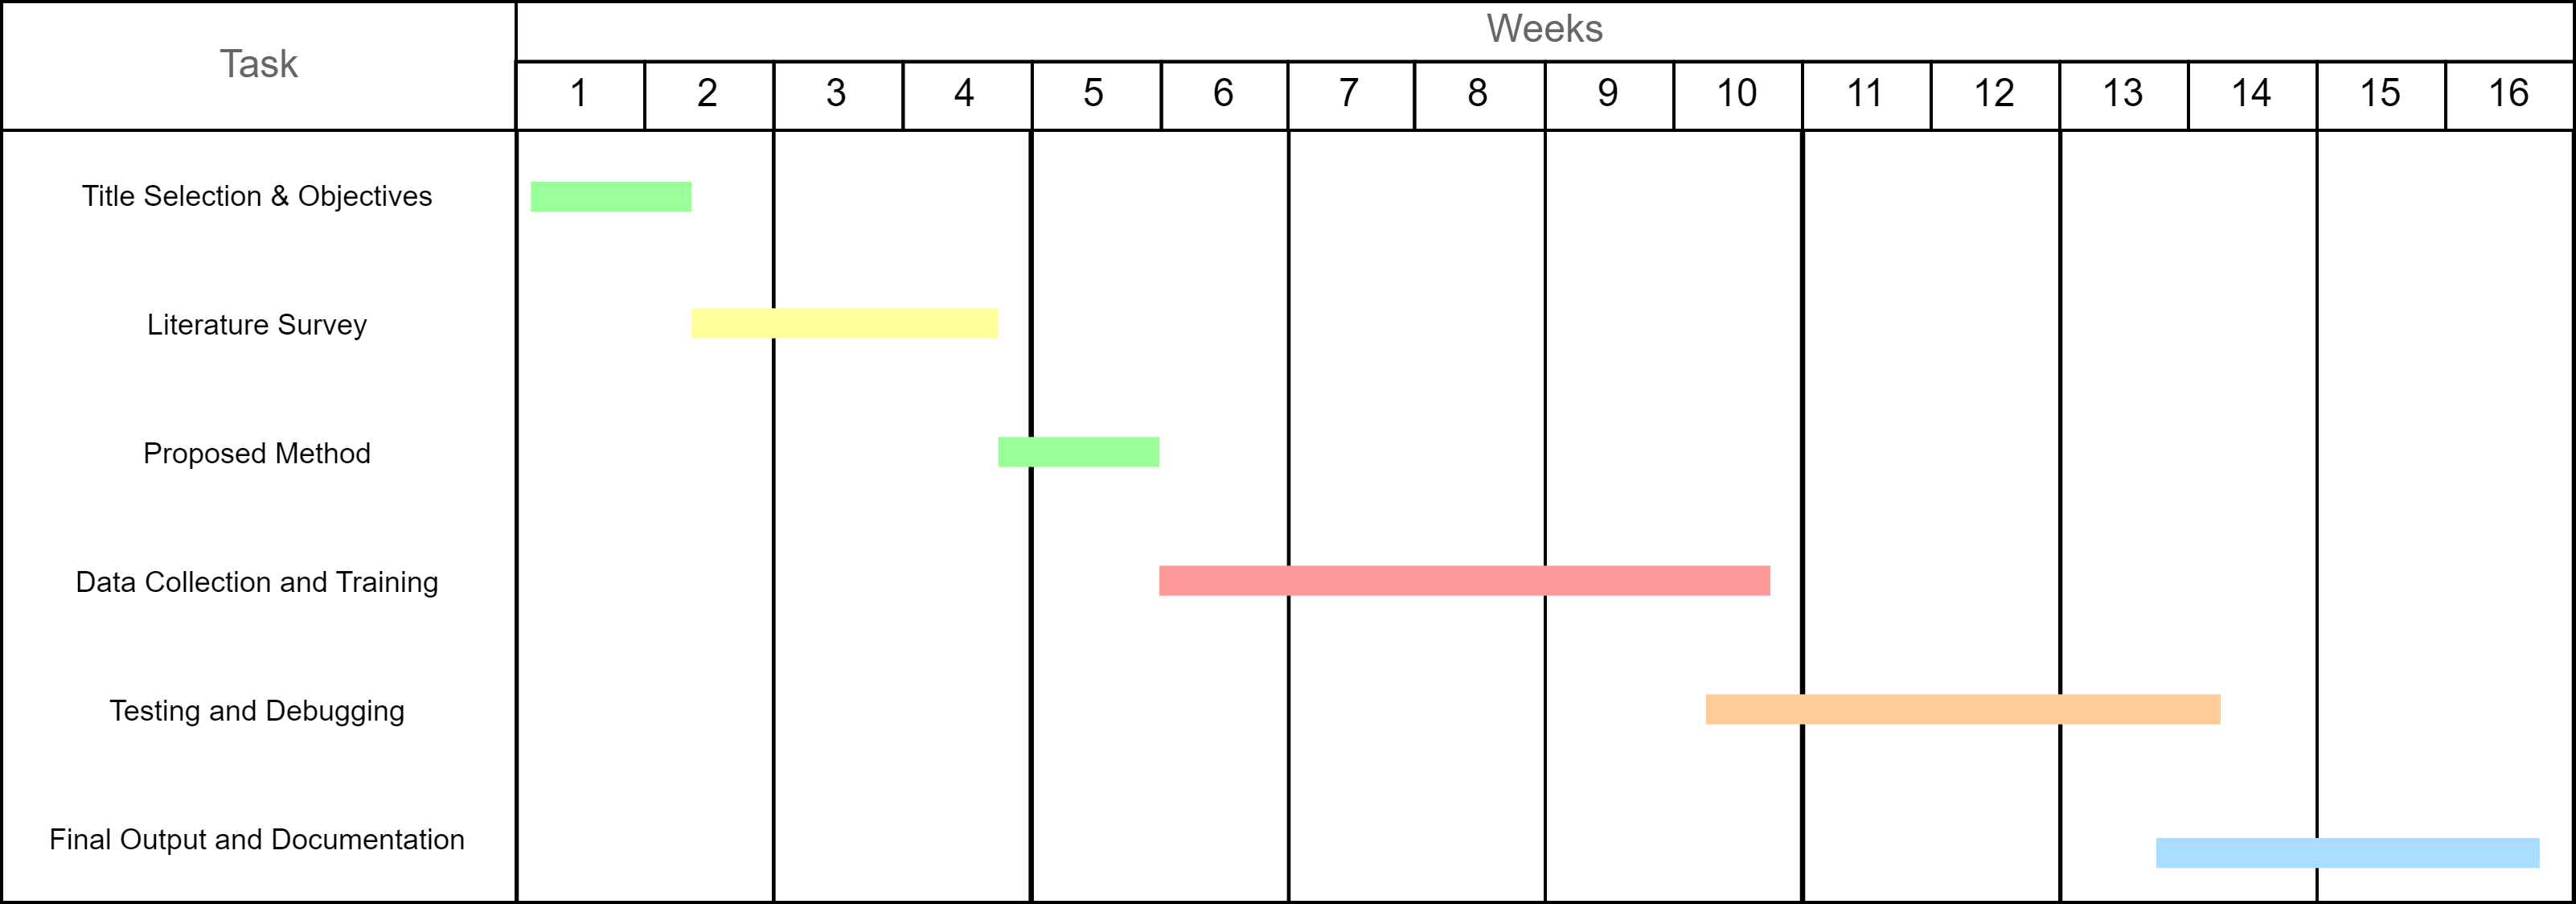 Task
Weeks
1 2 3 4 5 6 7 8 9 10 11 12 13 14 15 16
Title Selection & Objectives
Literature Survey
Proposed Method
Data Collection and Training
Testing and Debugging
Final Output and Documentation